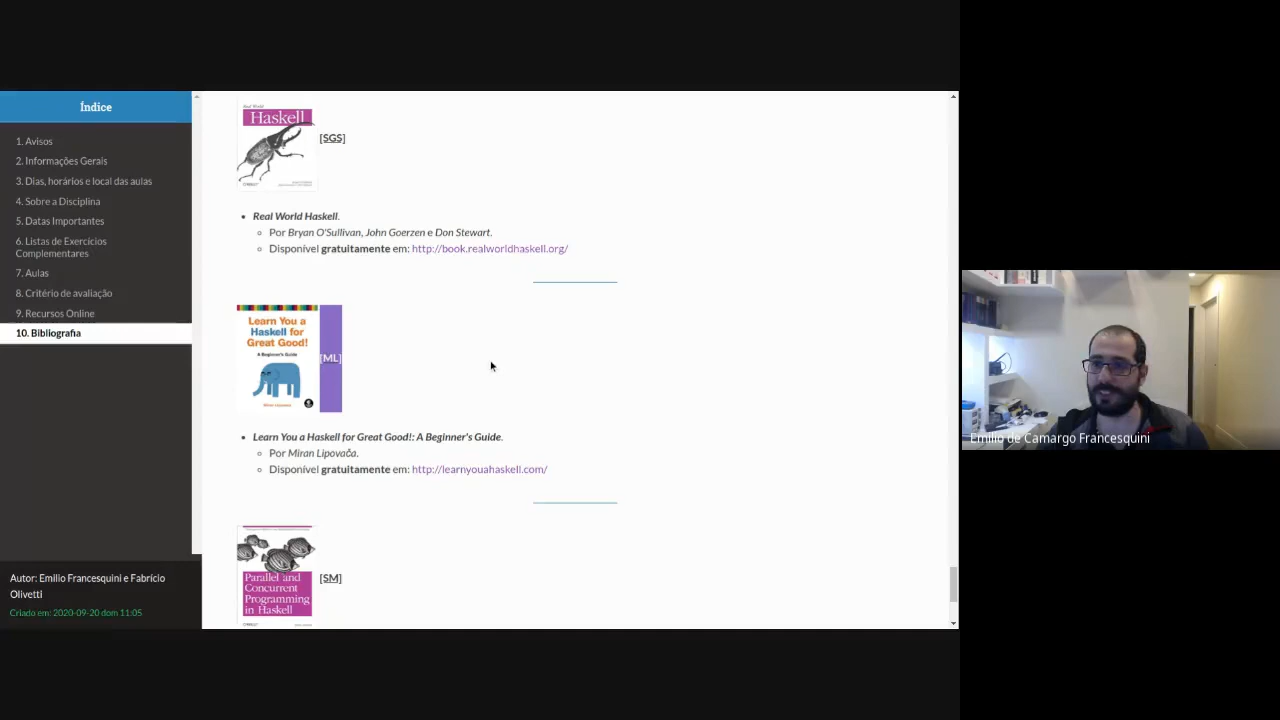 Índice
1. Avisos
2. Informações Gerais
3. Dias, horários e local das aulas
4. Sobre a Disciplina
5. Datas Importantes
6. Listas de Exercícios
Complementares
7. Aulas
8. Critério de avaliação
9. Recursos Online
10. Bibliografia
Autor: Emilio Francesquini e Fabrício
Olivetti
Criado em: 2020-09-20 dom 11:05
Real World
Haskell
[SGS]
Real World Haskell.
Por Bryan O'Sullivan, John Goerzen e Don Stewart.
Disponível gratuitamente em: http://book.realworldhaskell.org/
Learn You a
Haskell for
Great Good!
A Beginner's Guide
[ML]
Learn You a Haskell for Great Good!: A Beginner's Guide.
Por Miran Lipovača.
Disponível gratuitamente em: http://learnyouahaskell.com/
Parallel and
Concurrent
Programming
in Haskell
[SM]
Emilio de Camargo Francesquini